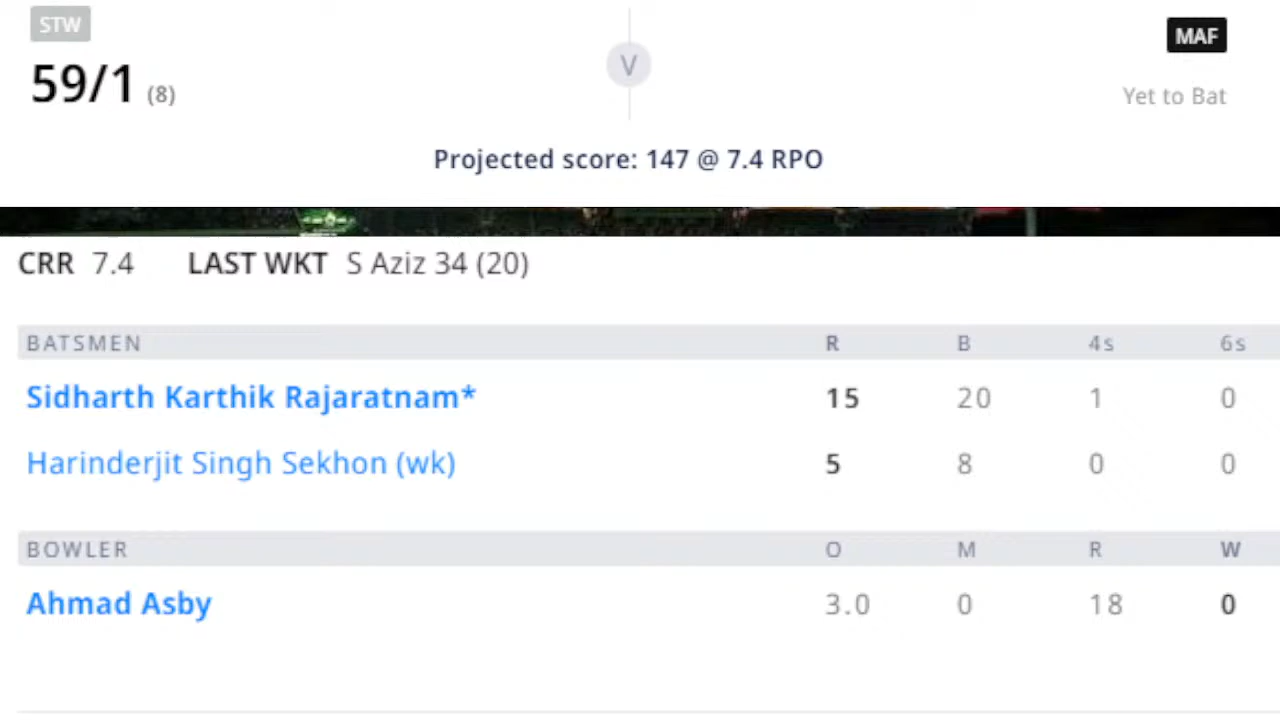 STW
59/1 (8)
V
MAF
Yet to Bat
Projected score: 147 @ 7.4 RPO
CRR 7.4 LAST WKT S Aziz 34 (20)
BATSMEN R B 4s 6s
Sidharth Karthik Rajaratnam* 15 20 1 0
Harinderjit Singh Sekhon (wk) 5 8 0 0
BOWLER O M R W
Ahmad Asby 3.0 0 18 0